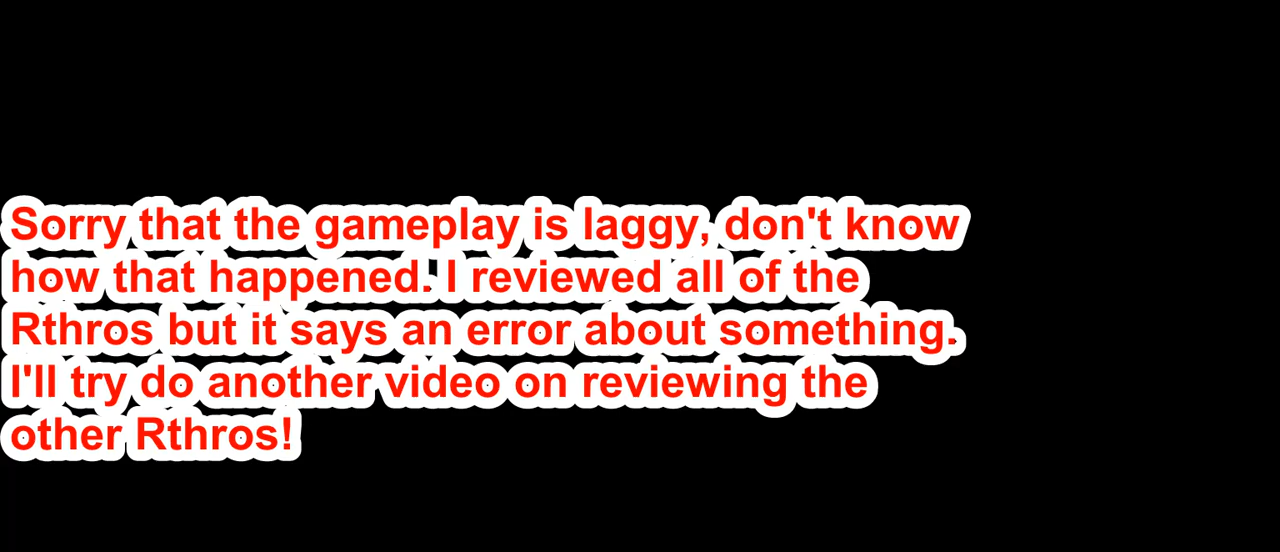 Sorry that the gameplay is laggy, don't know
how that happened. I reviewed all of the
Rthros but it says an error about something.
I'll try do another video on reviewing the
other Rthros!